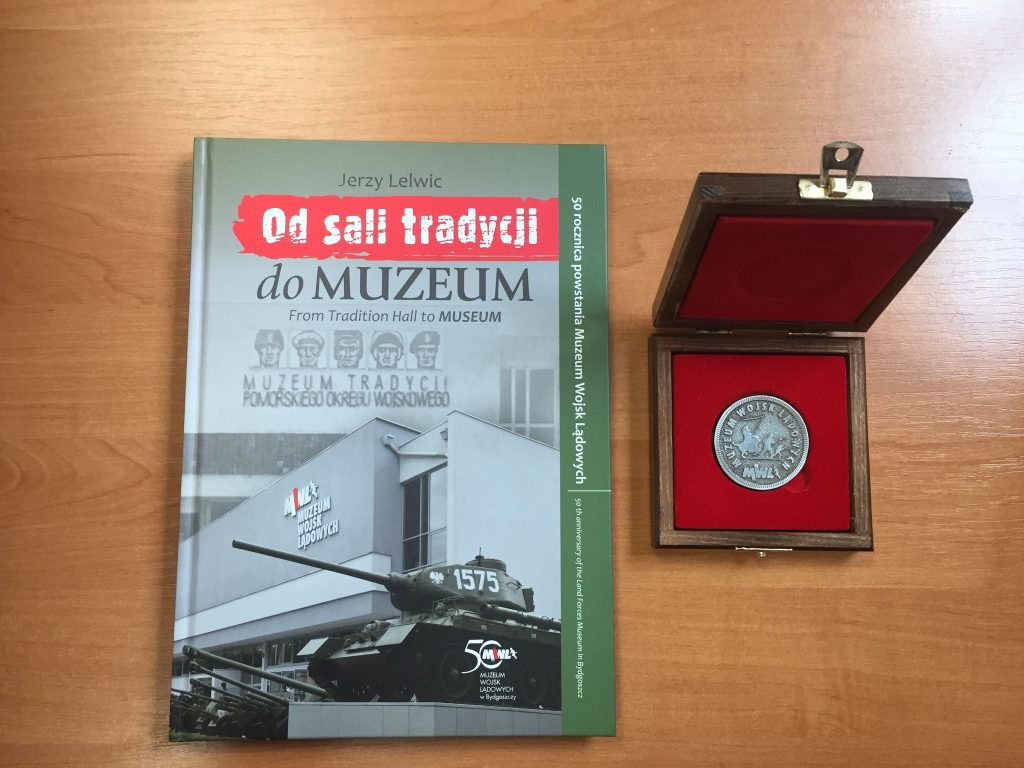 Jerzy Lelwic
Od sali tradycji
do MUZEUM
From Tradition Hall to MUSEUM
MUZEUM TRADYCJI
POMORSKIEGO OKRĘGU WOJSKOWEGO
MWL
MUZEUM
WOJSK
LĄDOWYCH
1575
50 MWL
MUZEUM
WOJSK
LĄDOWYCH
w Bydgoszczy
50 rocznica powstania Muzeum Wojsk Lądowych
50 th anniversary of the Land Forces Museum in Bydgoszcz
MUZEUM WOJSK LĄDOWYCH
MWL